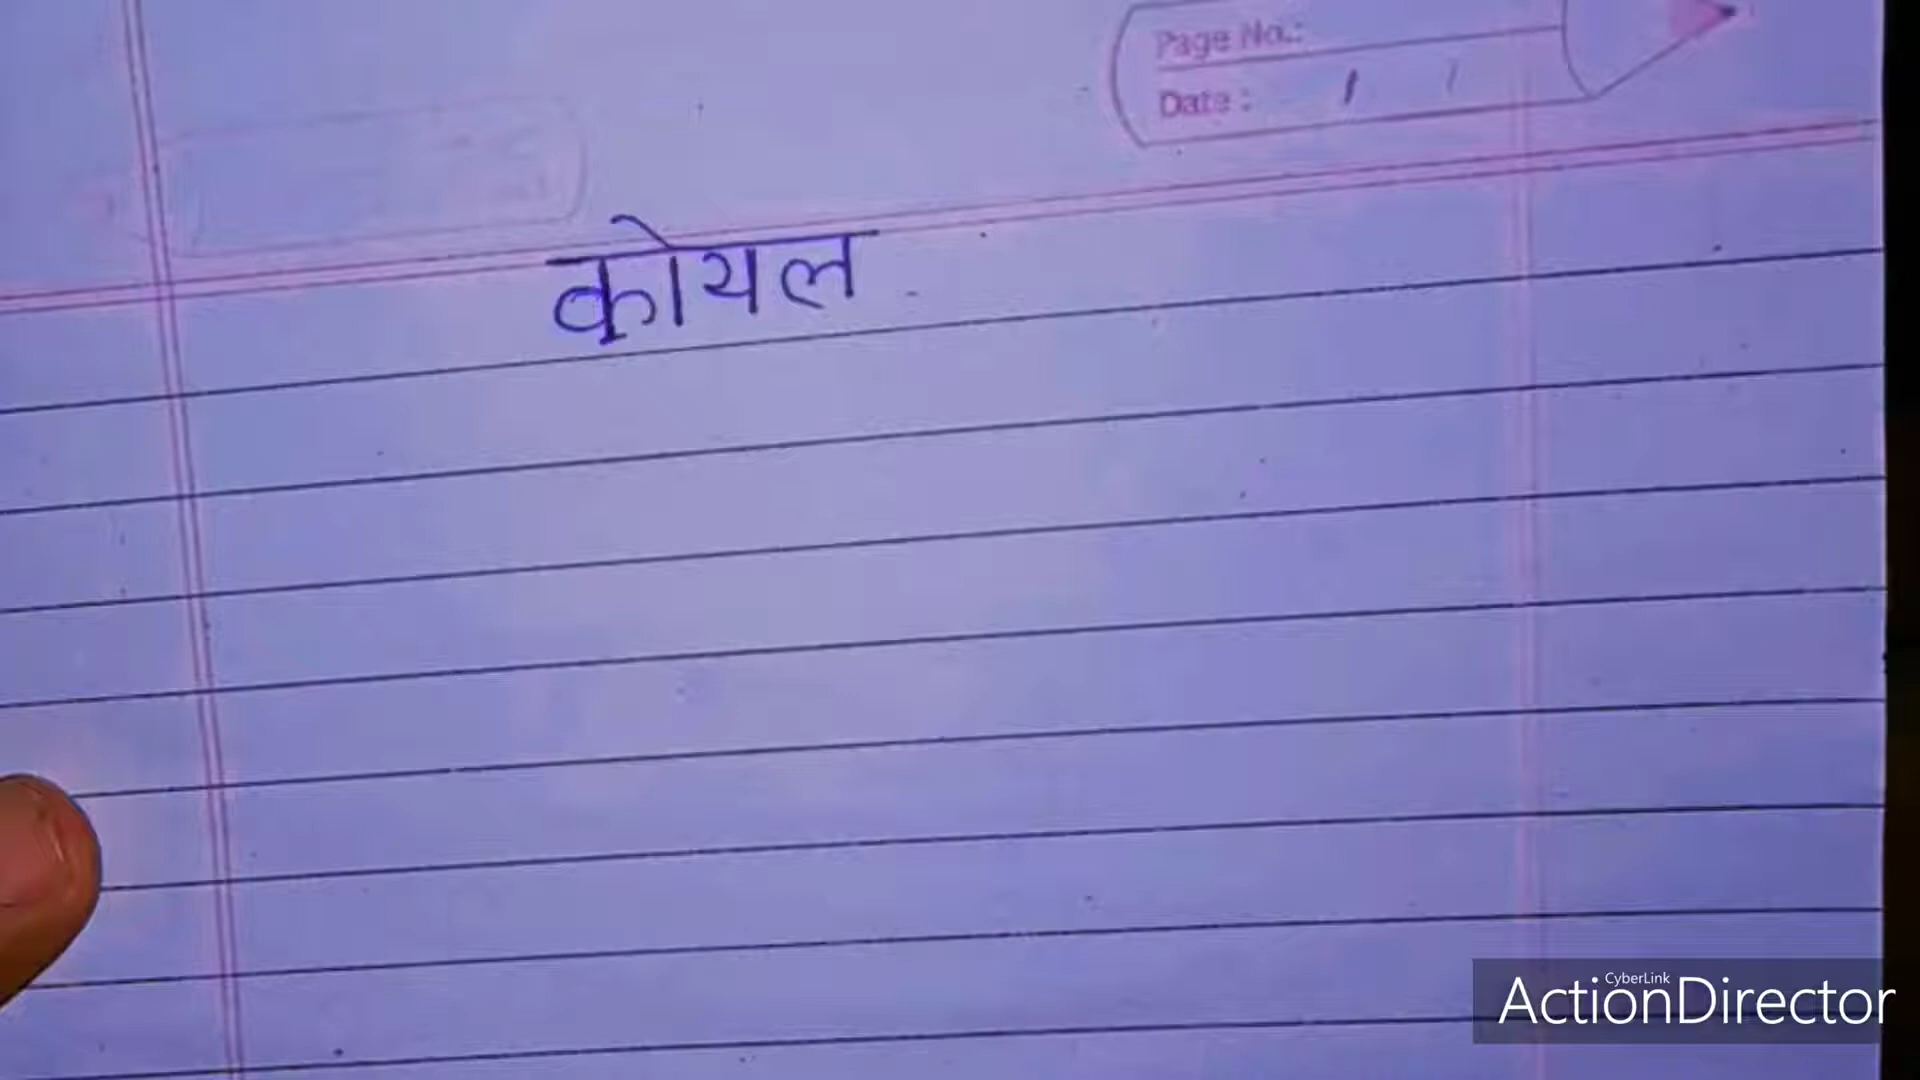 Page No.:
Date : / /
कोयल
CyberLink
ActionDirector